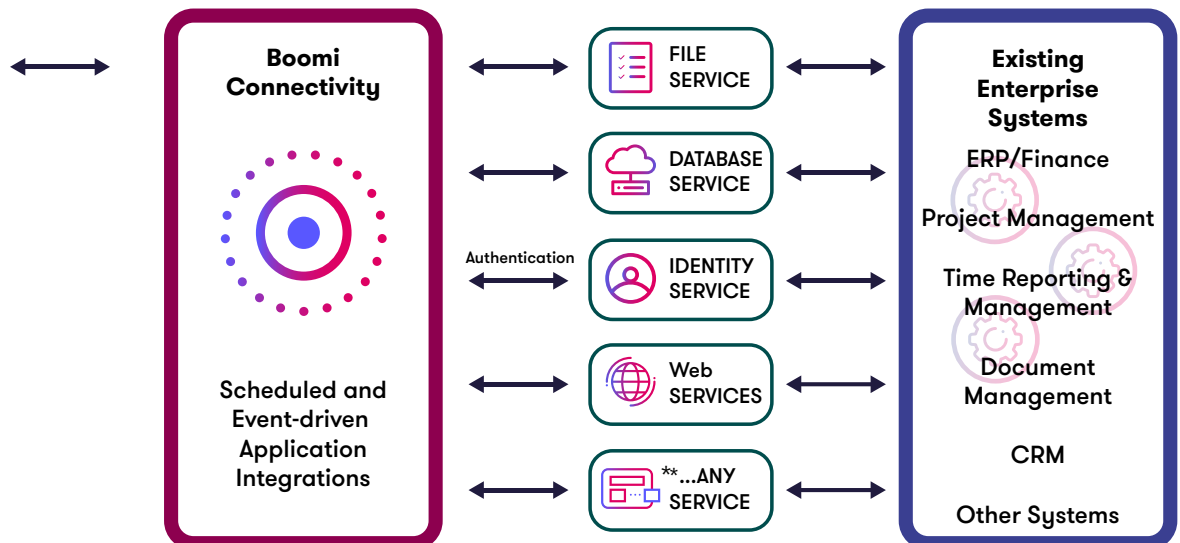 Boomi
Connectivity
Scheduled and
Event-driven
Application
Integrations
Authentication
FILE
SERVICE
DATABASE
SERVICE
IDENTITY
SERVICE
Web
SERVICES
**...ANY
SERVICE
Existing
Enterprise
Systems
ERP/Finance
Project Management
Time Reporting &
Management
Document
Management
CRM
Other Systems